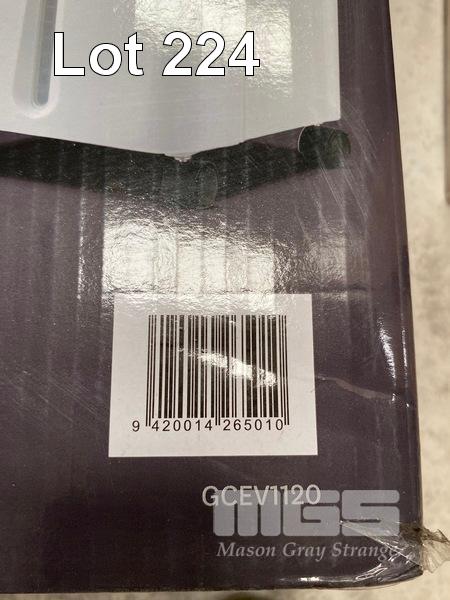 Lot 224
9 420014 265010
GCEV1120
MGS
Mason Gray Strange